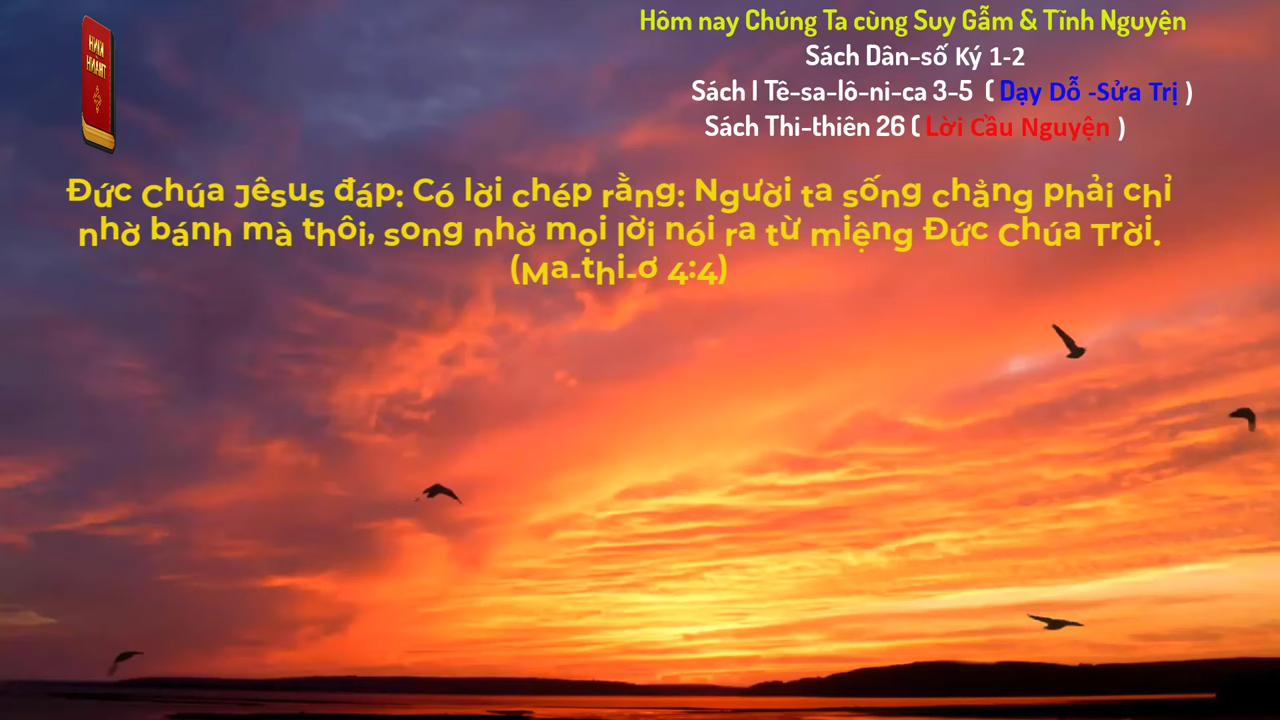 KINH
THÁNH
Hôm nay Chúng Ta cùng Suy Gẫm & Tĩnh Nguyện
Sách Dân-số Ký 1-2
Sách I Tê-sa-lô-ni-ca 3-5 ( Dạy Dỗ -Sửa Trị )
Sách Thi-thiên 26 ( Lời Cầu Nguyện )
Đức Chúa Jêsus đáp: Có lời chép rằng: Người ta sống chẳng phải chỉ
nhờ bánh mà thôi, song nhờ mọi lời nói ra từ miệng Đức Chúa Trời.
(Ma-thi-ơ 4:4)